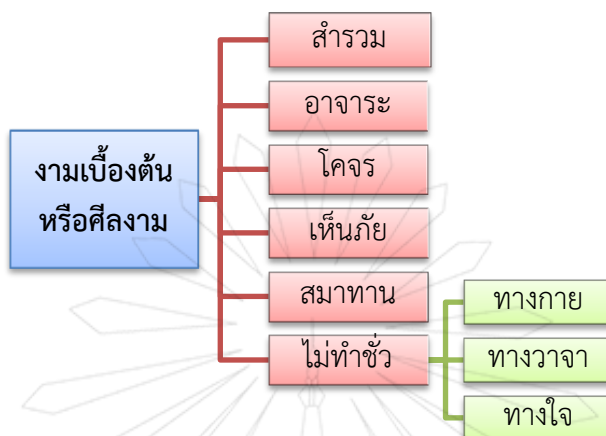 งามเบื้องต้น
หรือศีลงาม
สำรวม
อาจาระ
โคจร
เห็นภัย
สมาทาน
ไม่ทำชั่ว
ทางกาย
ทางวาจา
ทางใจ